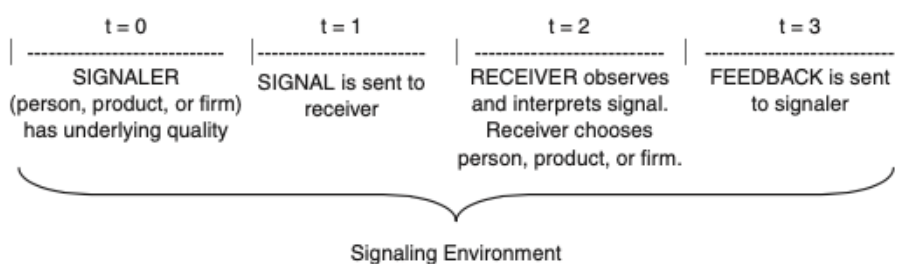 t = 0
t = 1
t = 2
t = 3
SIGNALER
(person, product, or firm)
has underlying quality
SIGNAL is sent to
receiver
RECEIVER observes
and interprets signal.
Receiver chooses
person, product, or firm.
FEEDBACK is sent
to signaler
Signaling Environment